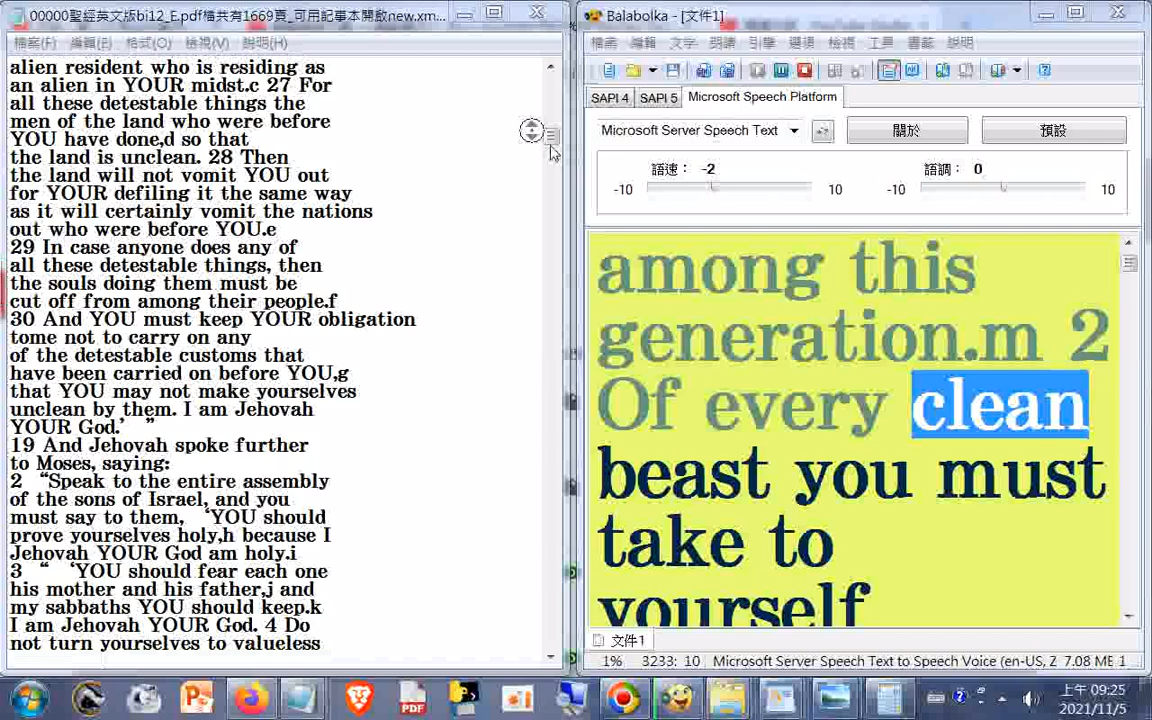 00000聖經英文版bi12_E.pdf檔共有1669頁_可用記事本開啟new.xm...
檔案(F) 編輯(E) 格式(O) 檢視(V) 說明(H)
alien resident who is residing as
an alien in YOUR midst.c 27 For
all these detestable things the
men of the land who were before
YOU have done,d so that
the land is unclean. 28 Then
the land will not vomit YOU out
for YOUR defiling it the same way
as it will certainly vomit the nations
out who were before YOU.e
29 In case anyone does any of
all these detestable things, then
the souls doing them must be
cut off from among their people.f
30 And YOU must keep YOUR obligation
tome not to carry on any
of the detestable customs that
have been carried on before YOU,g
that YOU may not make yourselves
unclean by them. I am Jehovah
YOUR God.’ ”
19 And Jehovah spoke further
to Moses, saying:
2 “Speak to the entire assembly
of the sons of Israel, and you
must say to them, ‘YOU should
prove yourselves holy,h because I
Jehovah YOUR God am holy.i
3 “ ‘YOU should fear each one
his mother and his father,j and
my sabbaths YOU should keep.k
I am Jehovah YOUR God. 4 Do
not turn yourselves to valueless
Balabolka - [文件1]
檔案 編輯 文字 朗讀 引擎 選項 檢視 工具 書籤 說明
SAPI 4 SAPI 5 Microsoft Speech Platform
Microsoft Server Speech Text 關於 預設
語速： -2 語調： 0
-10 10 -10 10
among this
generation.m 2
Of every clean
beast you must
take to
yourself
文件1
1% 3233: 10 Microsoft Server Speech Text to Speech Voice (en-US, Z 7.08 ME 1
PDF
上午 09:25
2021/11/5